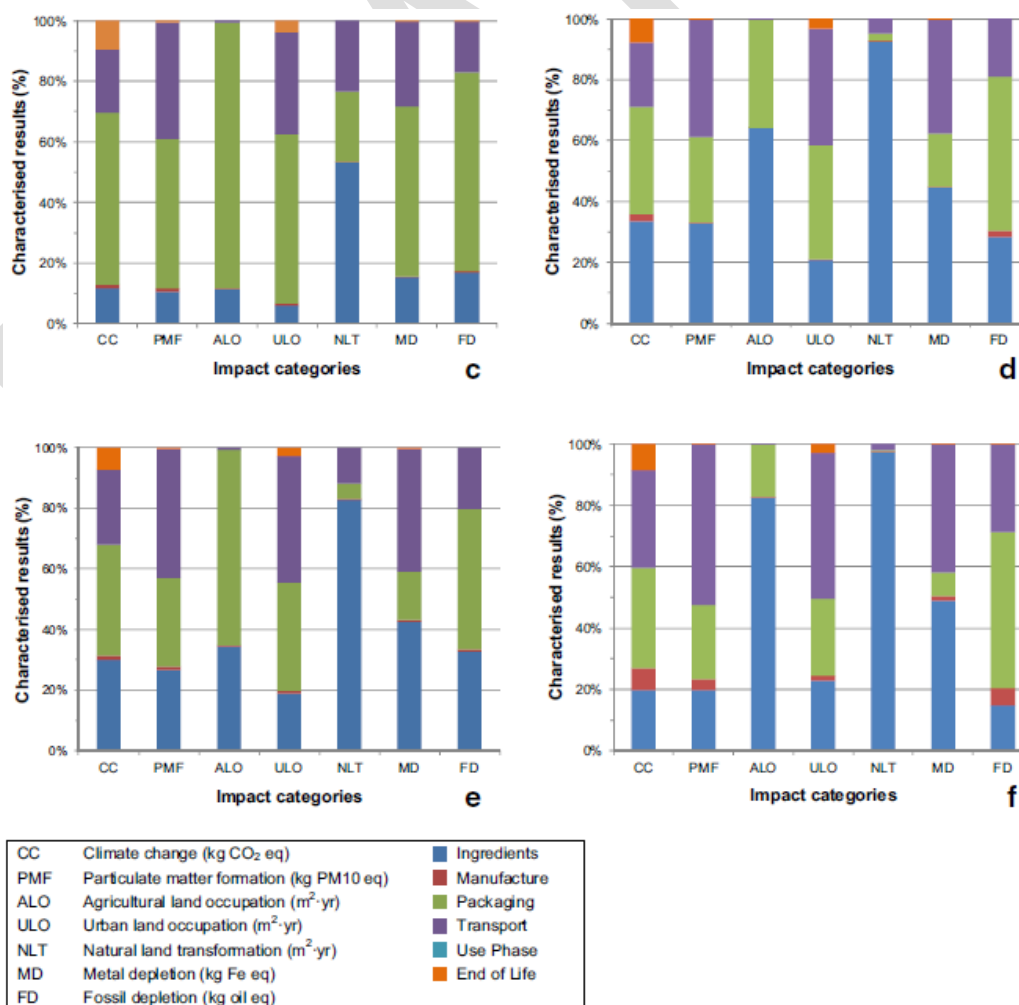 Characterised results (%)
100%
80%
60%
40%
20%
0%
CC PMF ALO ULO NLT MD FD
Impact categories
c
Characterised results (%)
100%
80%
60%
40%
20%
0%
CC PMF ALO ULO NLT MD FD
Impact categories
d
Characterised results (%)
100%
80%
60%
40%
20%
0%
CC PMF ALO ULO NLT MD FD
Impact categories
e
Characterised results (%)
100%
80%
60%
40%
20%
0%
CC PMF ALO ULO NLT MD FD
Impact categories
f
CC Climate change (kg CO₂ eq) Ingredients
PMF Particulate matter formation (kg PM10 eq) Manufacture
ALO Agricultural land occupation (m²·yr) Packaging
ULO Urban land occupation (m²·yr) Transport
NLT Natural land transformation (m²·yr) Use Phase
MD Metal depletion (kg Fe eq) End of Life
FD Fossil depletion (kg oil eq)